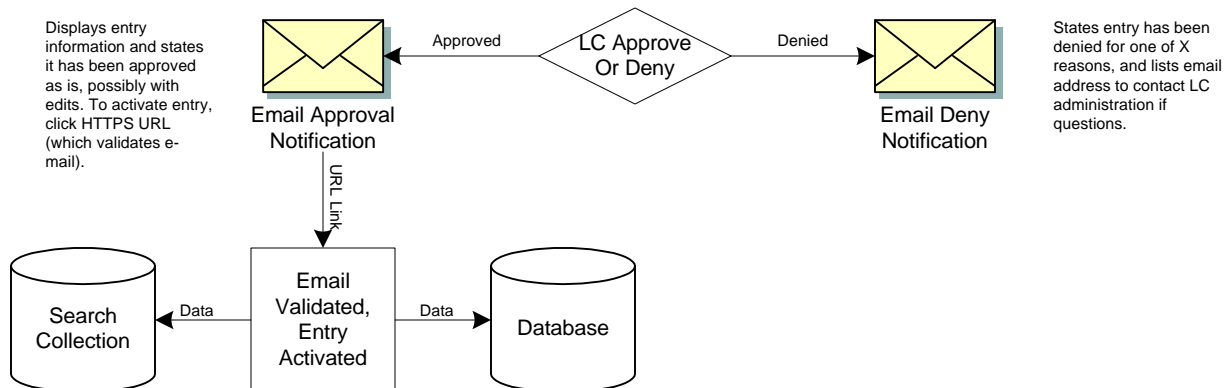 Displays entry
information and states
it has been approved
as is, possibly with
edits. To activate entry,
click HTTPS URL
(which validates e-
mail).
Approved
LC Approve
Or Deny
Denied
States entry has been
denied for one of X
reasons, and lists email
address to contact LC
administration if
questions.
Email Approval
Notification
Email Deny
Notification
URL Link
Search
Collection
Data
Email
Validated,
Entry
Activated
Data
Database